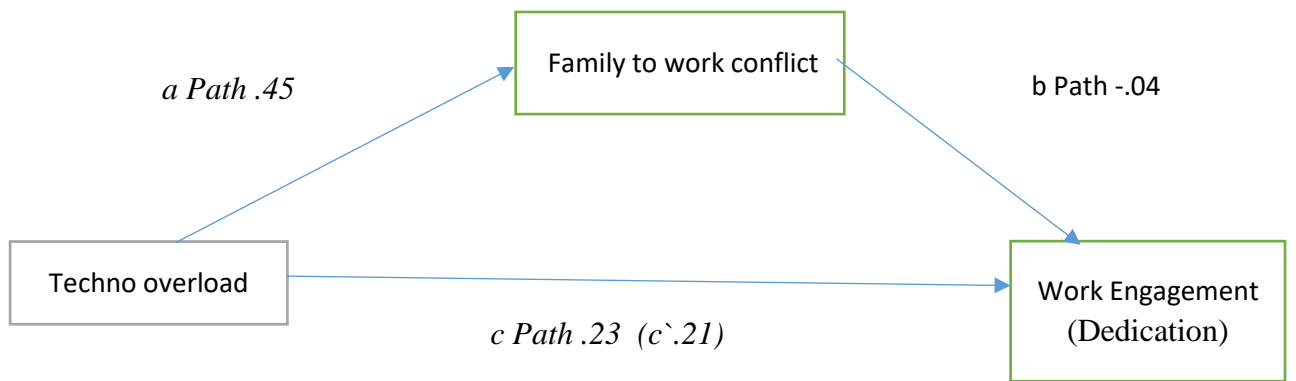 Family to work conflict
a Path .45
b Path -.04
Techno overload
Work Engagement
(Dedication)
c Path .23 (c`.21)